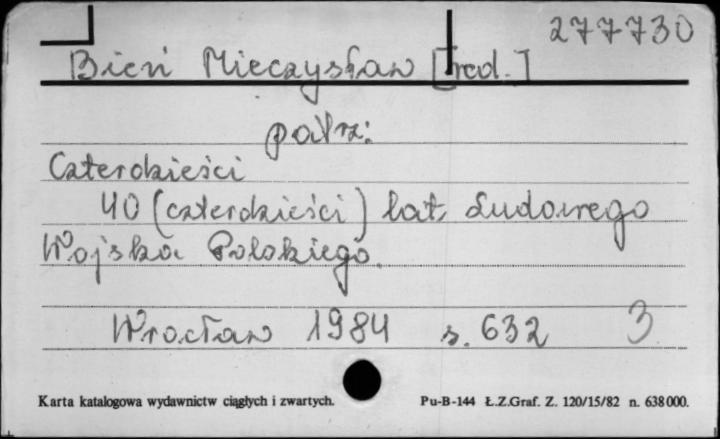 277730
Bień Mieczysław [red.]
patrz:
Czterdzieści
40 (czterdzieści) lat Ludowego
Wojska Polskiego.
Wrocław 1984 s. 632 3
Karta katalogowa wydawnictw ciągłych i zwartych. Pu-B-144 Ł.Z.Graf. Z. 120/15/82 n. 638000.